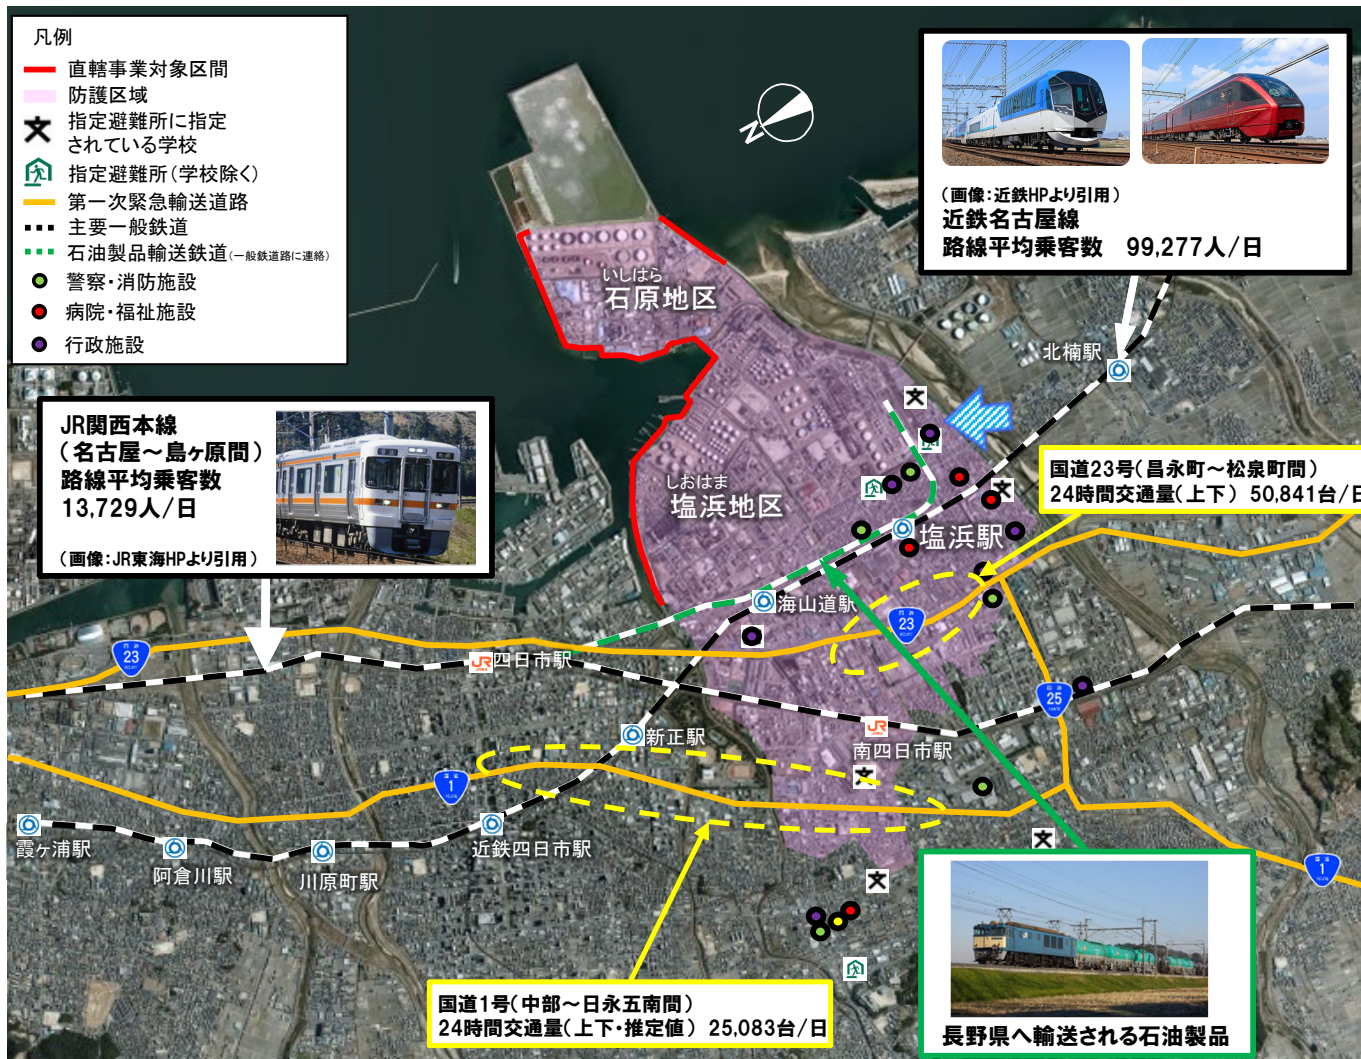 凡例
直轄事業対象区間
防護区域
指定避難所に指定
されている学校
指定避難所(学校除く)
第一次緊急輸送道路
主要一般鉄道
石油製品輸送鉄道(一般鉄道路に連絡)
警察・消防施設
病院・福祉施設
行政施設
N
(画像:近鉄HPより引用)
近鉄名古屋線
路線平均乗客数 99,277人/日
いしはら
石原地区
北楠駅
JR関西本線
(名古屋~島ヶ原間)
路線平均乗客数
13,729人/日
(画像:JR東海HPより引用)
国道23号(昌永町~松泉町間)
24時間交通量(上下) 50,841台/日
しおはま
塩浜地区
塩浜駅
海山道駅
23
23
JR
四日市駅
25
新正駅
JR
南四日市駅
1
霞ヶ浦駅
阿倉川駅
川原町駅
近鉄四日市駅
1
国道1号(中部~日永五南間)
24時間交通量(上下・推定値) 25,083台/日
長野県へ輸送される石油製品